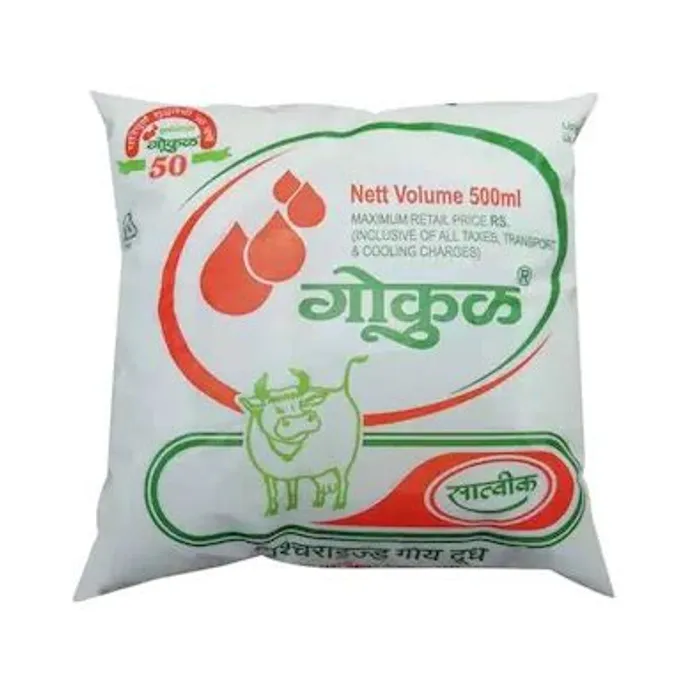 गोकुळ
50
Nett Volume 500ml
MAXIMUM RETAIL PRICE RS.
(INCLUSIVE OF ALL TAXES, TRANSPORT
& COOLING CHARGES)
गोकुळ®
सात्वीक
गाय दूध